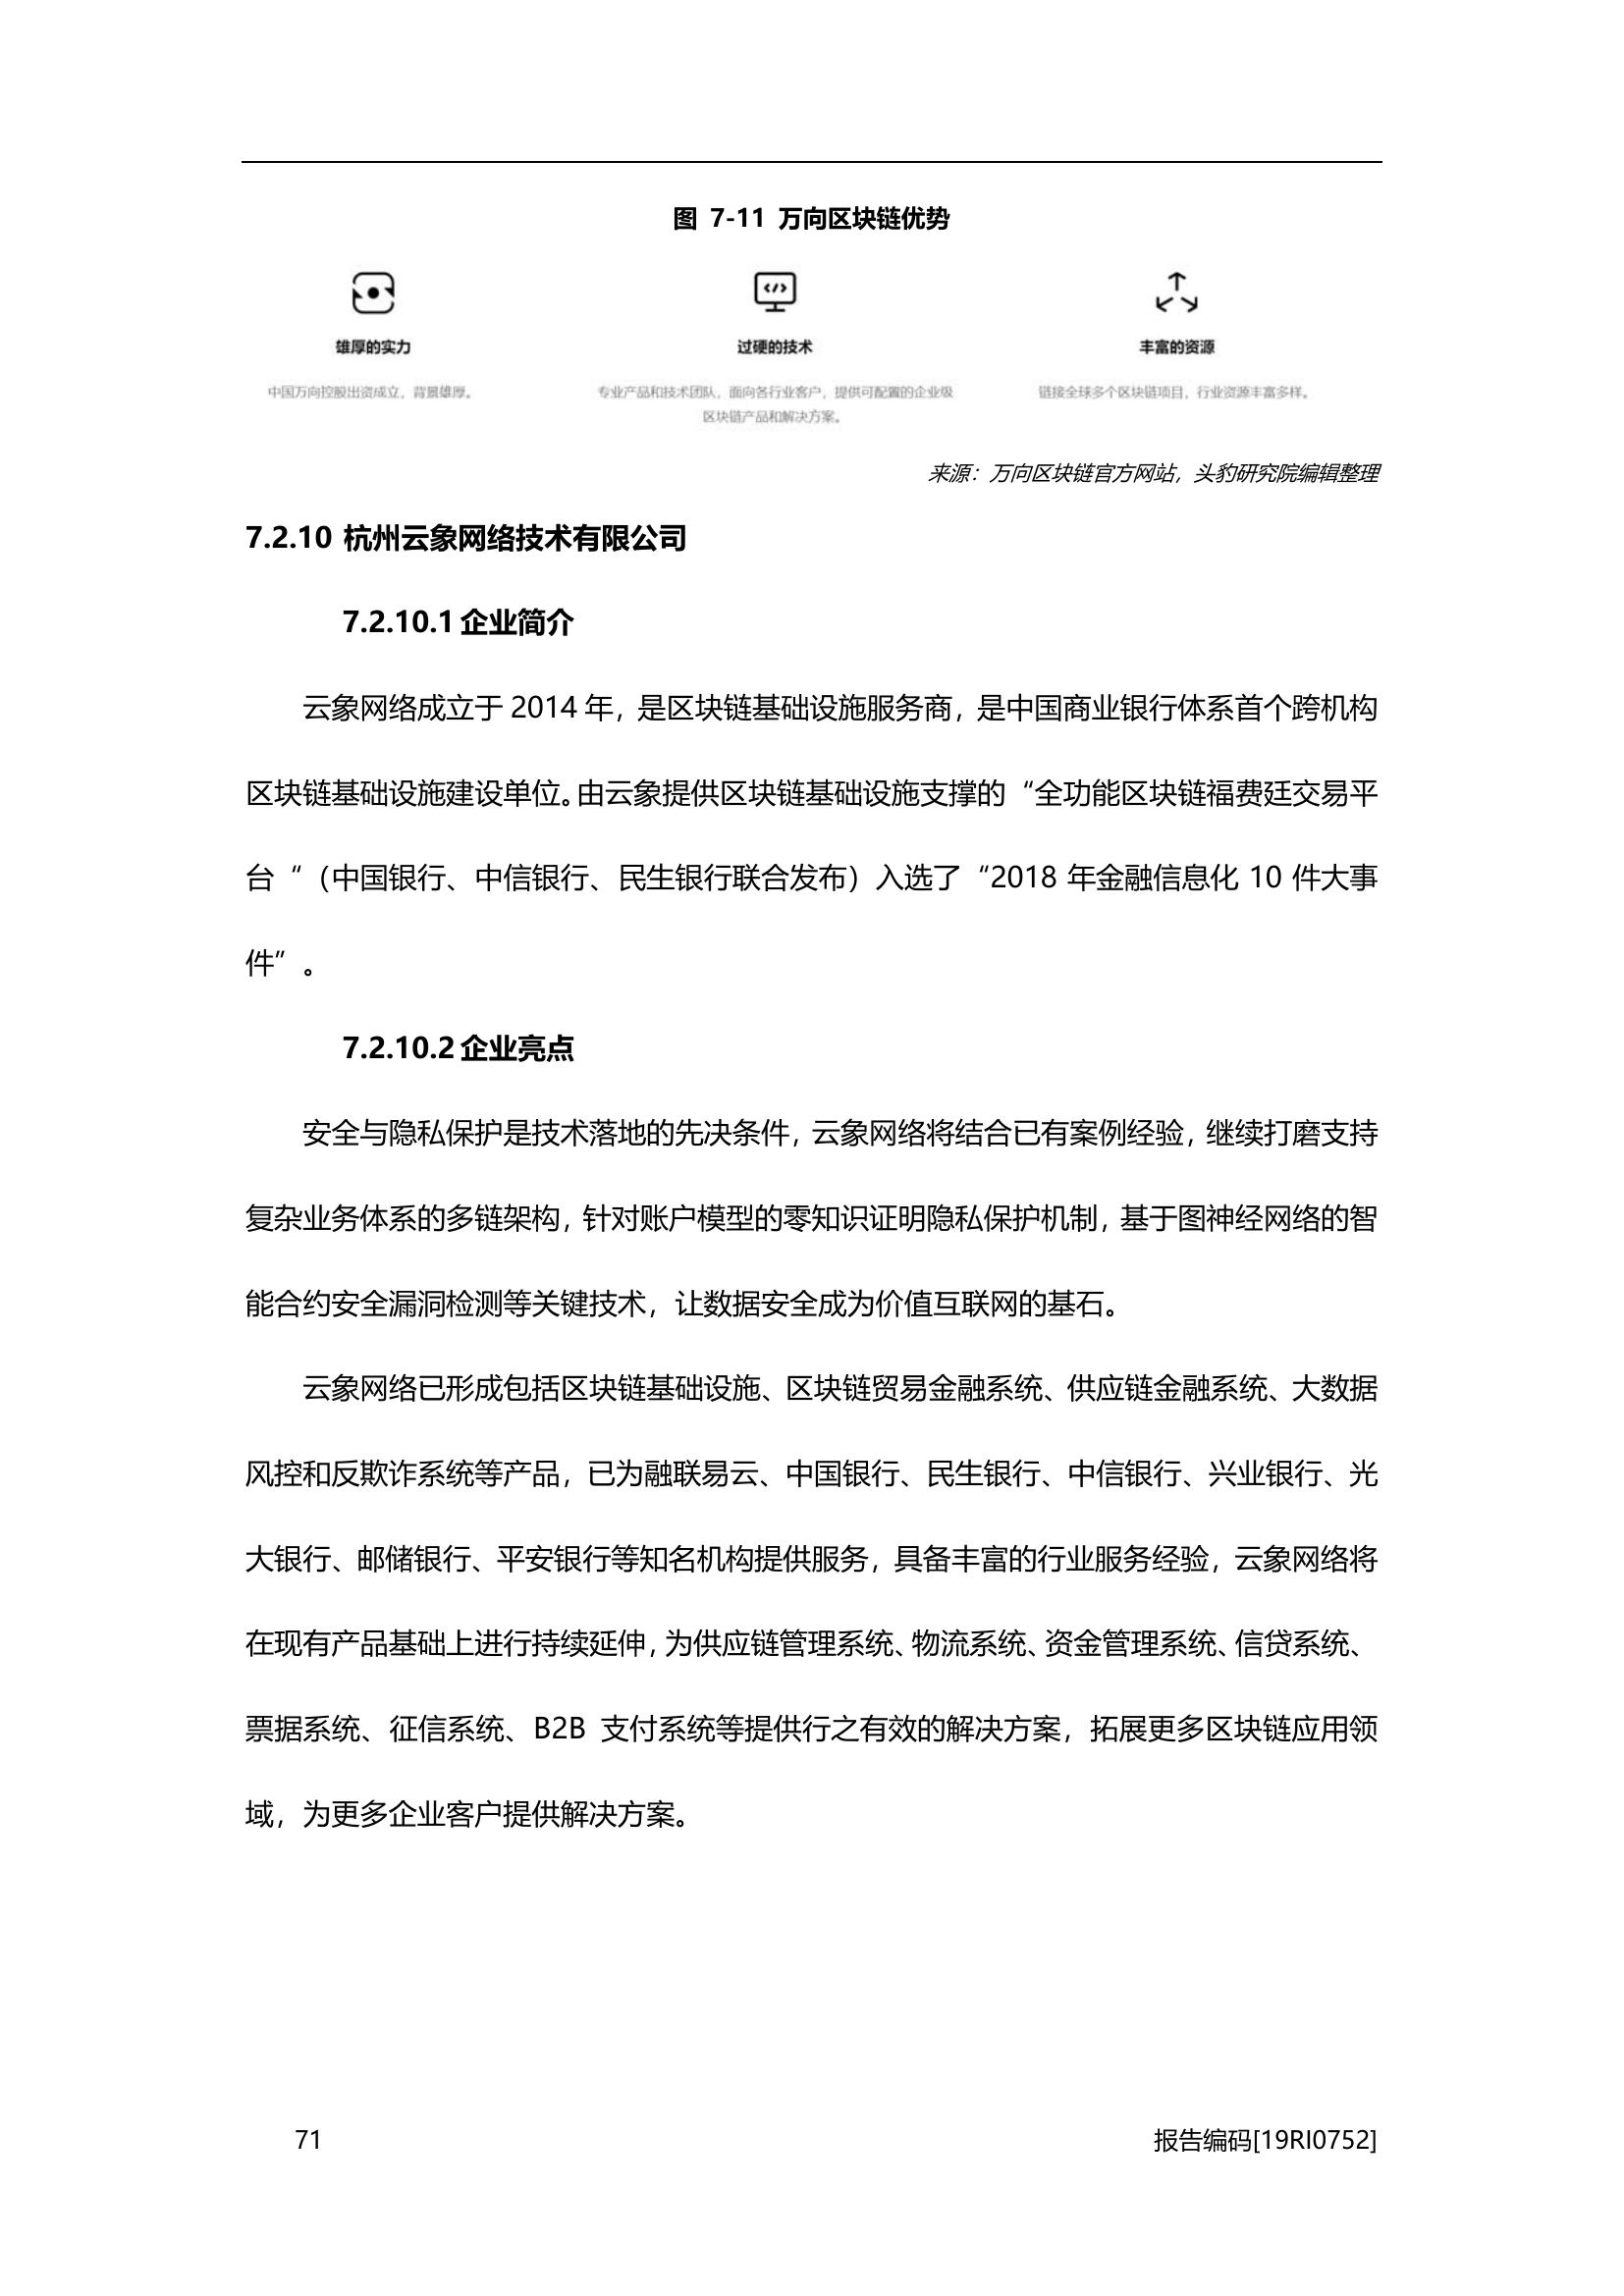 图 7-11 万向区块链优势
雄厚的实力
中国万向控股出资成立，背景雄厚。
过硬的技术
专业产品和技术团队，面向各行业客户，提供可配置的企业级
区块链产品和解决方案。
丰富的资源
链接全球多个区块链项目，行业资源丰富多样。
来源：万向区块链官方网站，头豹研究院编辑整理
7.2.10 杭州云象网络技术有限公司
7.2.10.1 企业简介
云象网络成立于 2014 年，是区块链基础设施服务商，是中国商业银行体系首个跨机构
区块链基础设施建设单位。由云象提供区块链基础设施支撑的“全功能区块链福费廷交易平
台“（中国银行、中信银行、民生银行联合发布）入选了“2018 年金融信息化 10 件大事
件”。
7.2.10.2 企业亮点
安全与隐私保护是技术落地的先决条件，云象网络将结合已有案例经验，继续打磨支持
复杂业务体系的多链架构，针对账户模型的零知识证明隐私保护机制，基于图神经网络的智
能合约安全漏洞检测等关键技术，让数据安全成为价值互联网的基石。
云象网络已形成包括区块链基础设施、区块链贸易金融系统、供应链金融系统、大数据
风控和反欺诈系统等产品，已为融联易云、中国银行、民生银行、中信银行、兴业银行、光
大银行、邮储银行、平安银行等知名机构提供服务，具备丰富的行业服务经验，云象网络将
在现有产品基础上进行持续延伸，为供应链管理系统、物流系统、资金管理系统、信贷系统、
票据系统、征信系统、B2B 支付系统等提供行之有效的解决方案，拓展更多区块链应用领
域，为更多企业客户提供解决方案。
71
报告编码[19RI0752]